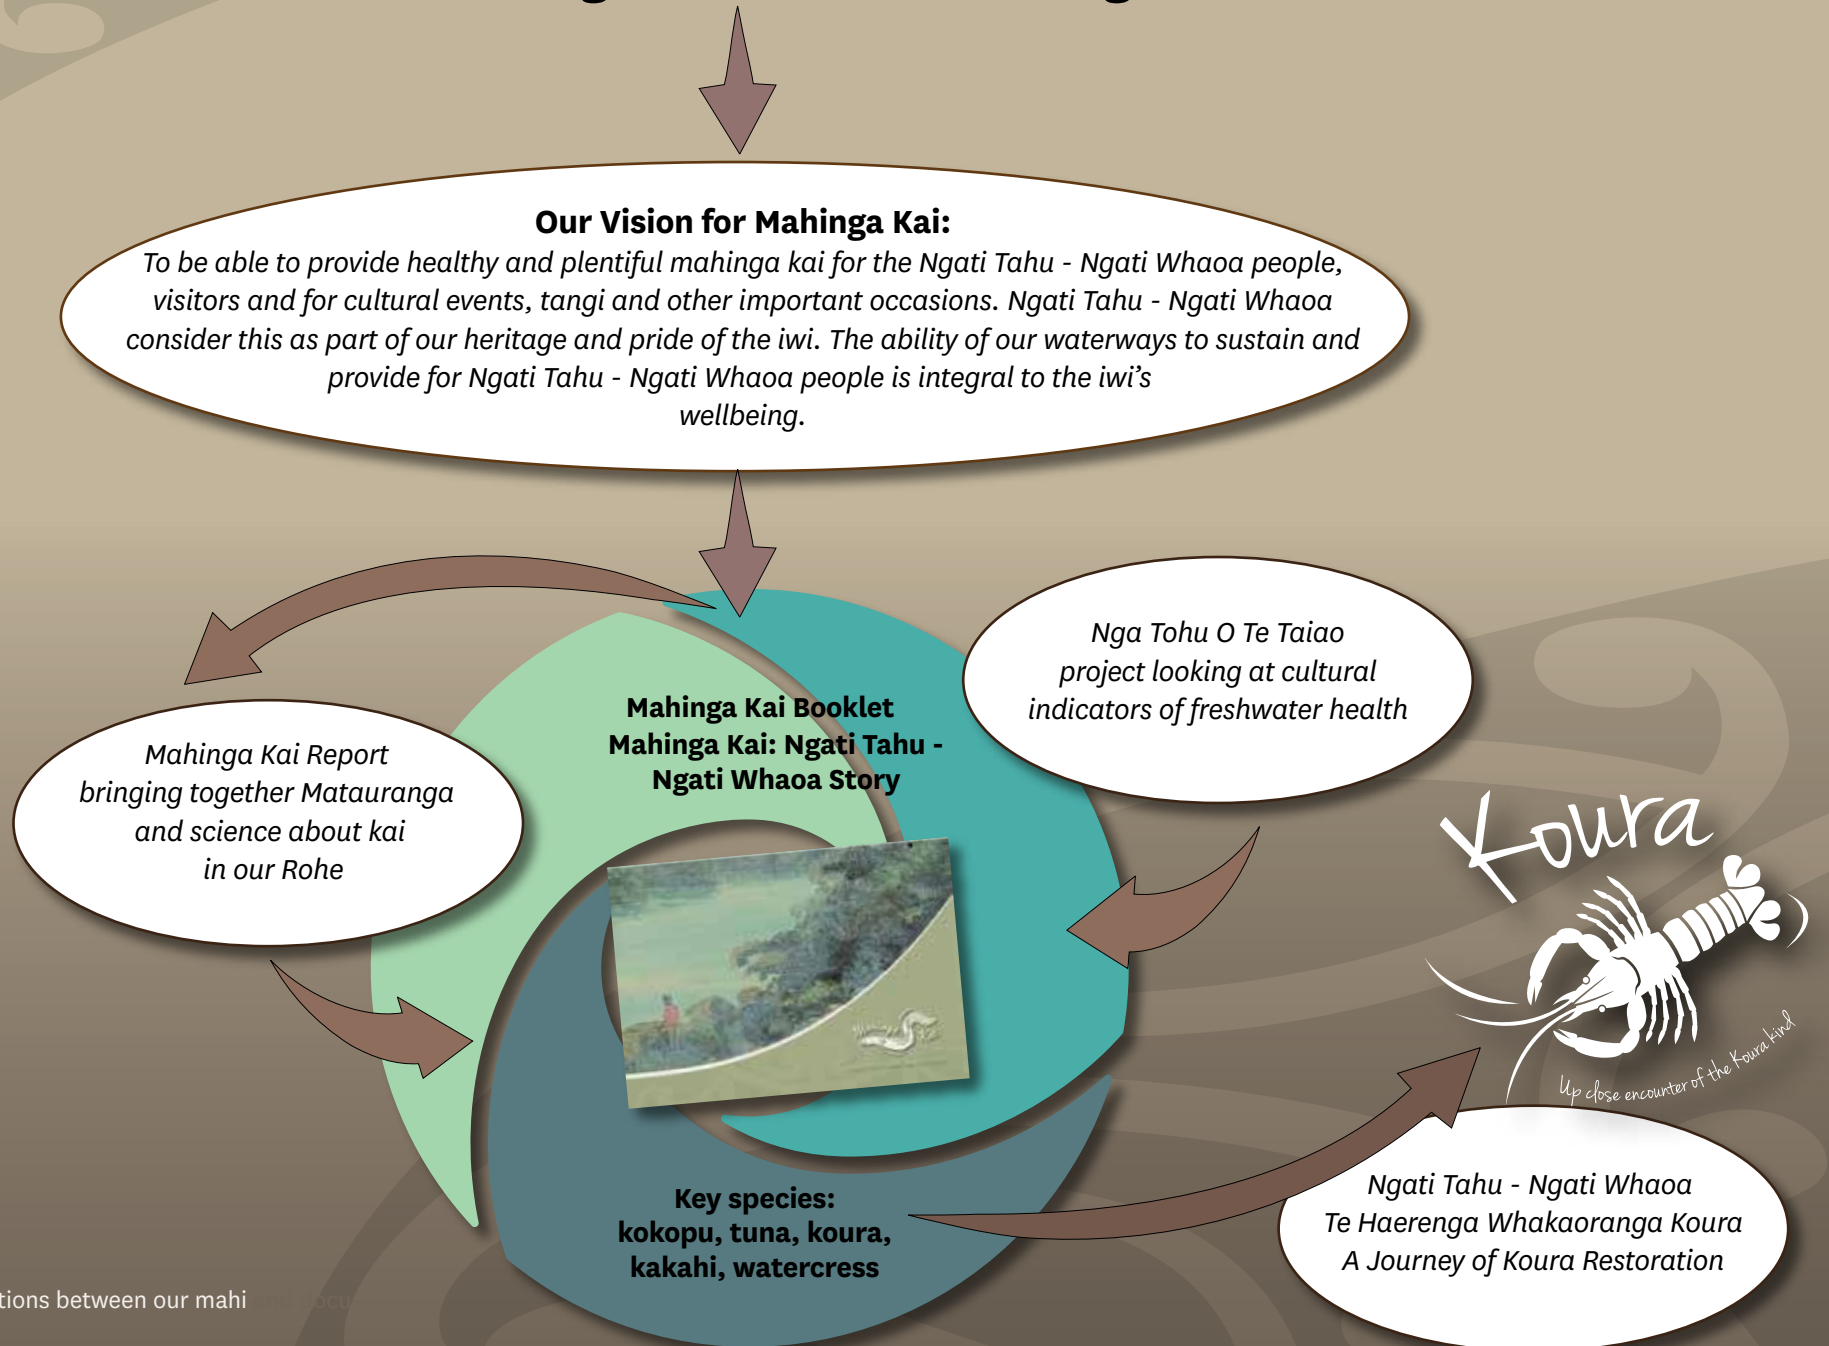 Our Vision for Mahinga Kai:
To be able to provide healthy and plentiful mahinga kai for the Ngati Tahu - Ngati Whaoa people,
visitors and for cultural events, tangi and other important occasions. Ngati Tahu - Ngati Whaoa
consider this as part of our heritage and pride of the iwi. The ability of our waterways to sustain and
provide for Ngati Tahu - Ngati Whaoa people is integral to the iwi’s
wellbeing.
Nga Tohu O Te Taiao
project looking at cultural
indicators of freshwater health
Mahinga Kai Booklet
Mahinga Kai: Ngati Tahu -
Ngati Whaoa Story
Mahinga Kai Report
bringing together Matauranga
and science about kai
in our Rohe
Koura
Up close encounter of the Koura kind
Key species:
kokopu, tuna, koura,
kakahi, watercress
Ngati Tahu - Ngati Whaoa
Te Haerenga Whakaoranga Koura
A Journey of Koura Restoration
between our mahi and